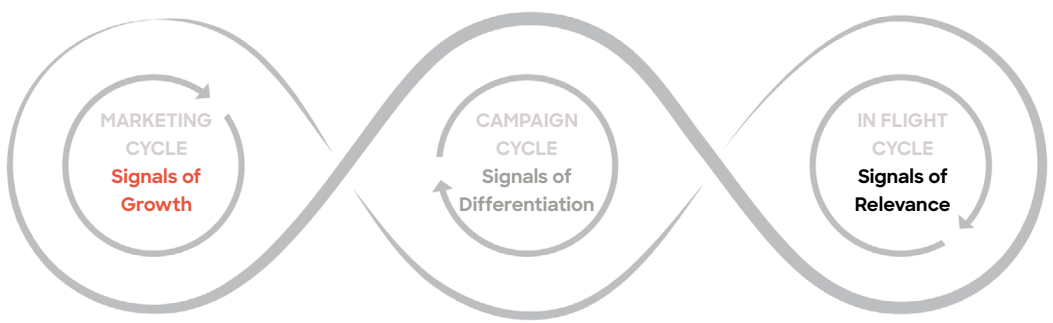 MARKETING
CYCLE
Signals of
Growth
CAMPAIGN
CYCLE
Signals of
Differentiation
IN FLIGHT
CYCLE
Signals of
Relevance